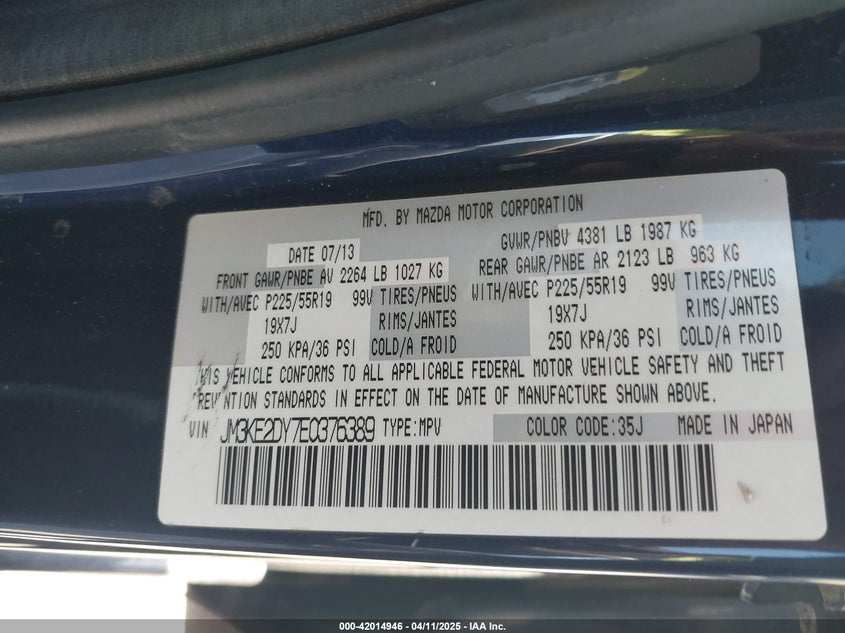 MFD. BY MAZDA MOTOR CORPORATION
DATE 07/13 GVWR/PNBV 4381 LB 1987 KG
FRONT GAWR/PNBE AV 2264 LB 1027 KG REAR GAWR/PNBE AR 2123 LB 963 KG
WITH/AVEC P225/55R19 99V TIRES/PNEUS WITH/AVEC P225/55R19 99V TIRES/PNEUS
19X7J RIMS/JANTES 19X7J RIMS/JANTES
250 KPA/36 PSI COLD/A FROID 250 KPA/36 PSI COLD/A FROID
THIS VEHICLE CONFORMS TO ALL APPLICABLE FEDERAL MOTOR VEHICLE SAFETY AND THEFT
PREVENTION STANDARDS IN EFFECT ON THE DATE OF MANUFACTURE SHOWN ABOVE.
VIN JM3KE2DY7E0376389 TYPE:MPV COLOR CODE:35J MADE IN JAPAN
000-42014946 - 04/11/2025 - IAA Inc.